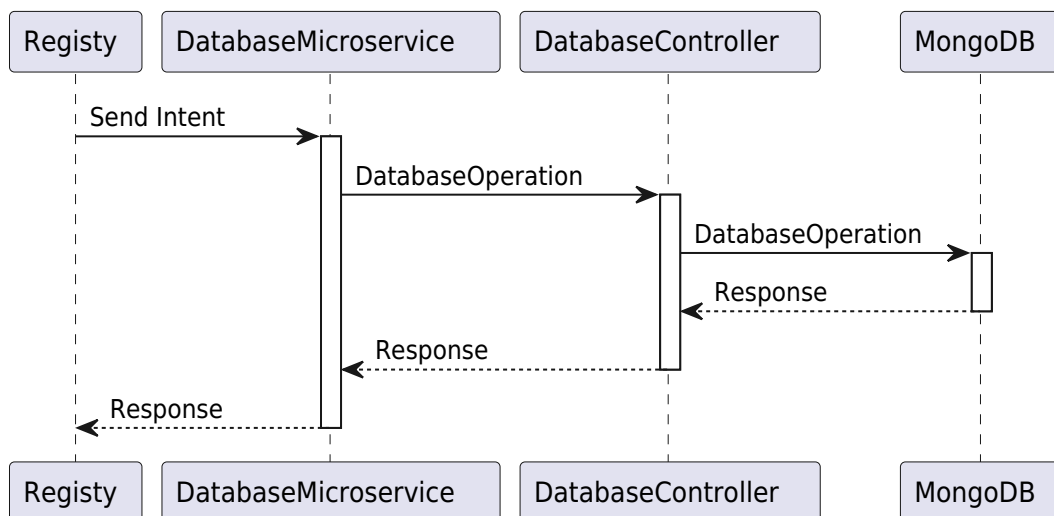 Registy DatabaseMicroservice DatabaseController MongoDB
Send Intent
DatabaseOperation
DatabaseOperation
Response
Response
Response
Registy DatabaseMicroservice DatabaseController MongoDB